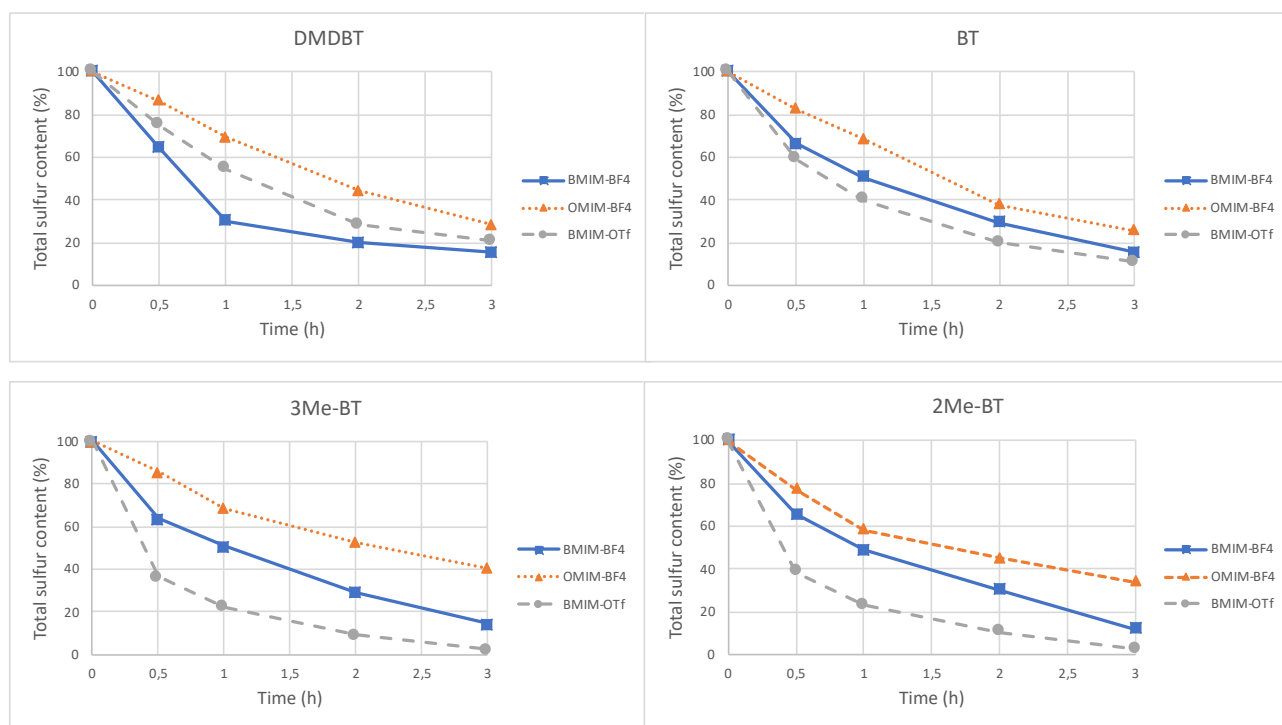 DMDBT
Total sulfur content (%)
100
80
60
40
20
0
0 0,5 1 1,5 2 2,5 3
Time (h)
BMIM-BF4
OMIM-BF4
BMIM-OTf
BT
Total sulfur content (%)
100
80
60
40
20
0
0 0,5 1 1,5 2 2,5 3
Time (h)
BMIM-BF4
OMIM-BF4
BMIM-OTf
3Me-BT
Total sulfur content (%)
100
80
60
40
20
0
0 0,5 1 1,5 2 2,5 3
Time (h)
BMIM-BF4
OMIM-BF4
BMIM-OTf
2Me-BT
Total sulfur content (%)
100
80
60
40
20
0
0 0,5 1 1,5 2 2,5 3
Time (h)
BMIM-BF4
OMIM-BF4
BMIM-OTf